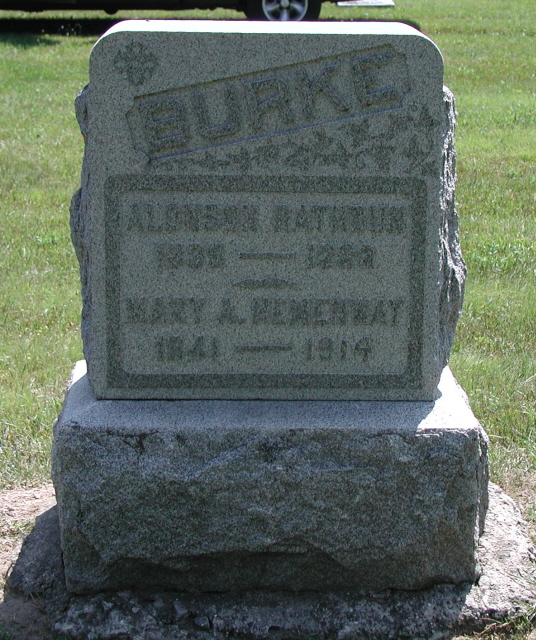 BURKE
ALONSON RATHBUN
MARY A. HEMENWAY
1841 — 1914